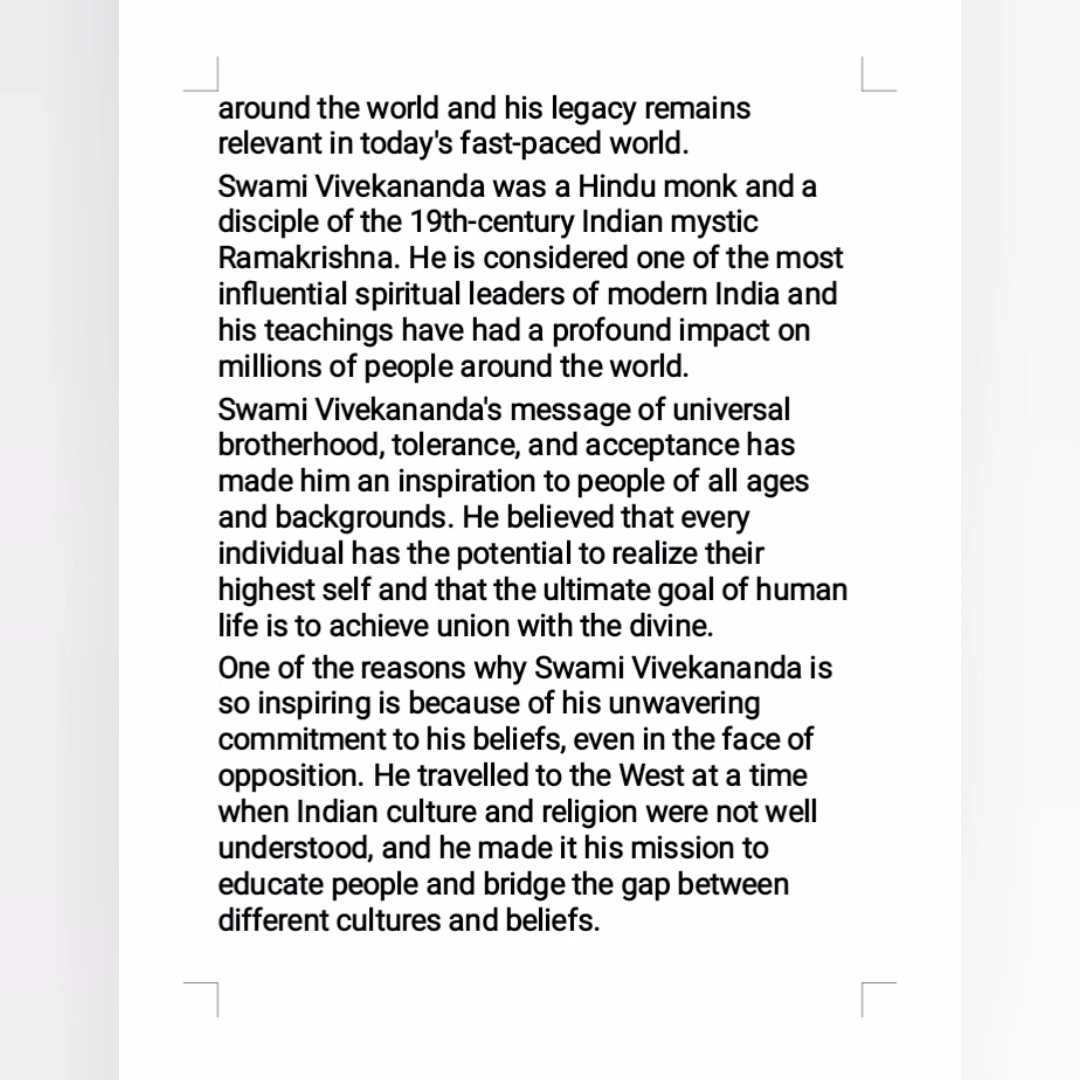 around the world and his legacy remains
relevant in today's fast-paced world.
Swami Vivekananda was a Hindu monk and a
disciple of the 19th-century Indian mystic
Ramakrishna. He is considered one of the most
influential spiritual leaders of modern India and
his teachings have had a profound impact on
millions of people around the world.
Swami Vivekananda's message of universal
brotherhood, tolerance, and acceptance has
made him an inspiration to people of all ages
and backgrounds. He believed that every
individual has the potential to realize their
highest self and that the ultimate goal of human
life is to achieve union with the divine.
One of the reasons why Swami Vivekananda is
so inspiring is because of his unwavering
commitment to his beliefs, even in the face of
opposition. He travelled to the West at a time
when Indian culture and religion were not well
understood, and he made it his mission to
educate people and bridge the gap between
different cultures and beliefs.